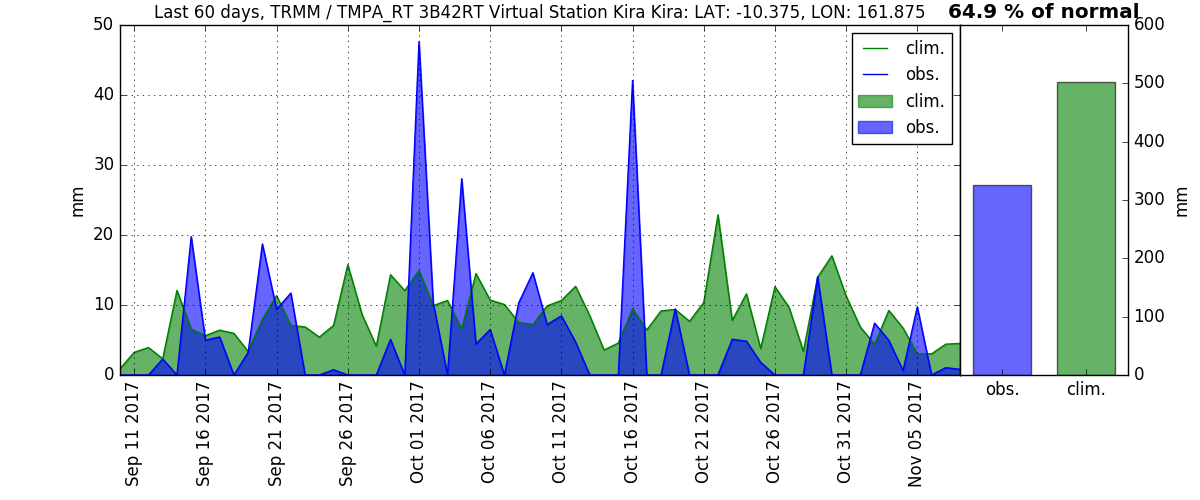 Last 60 days, TRMM / TMPA_RT 3B42RT Virtual Station Kira Kira: LAT: -10.375, LON: 161.875
64.9 % of normal
50
40
30
20
10
0
mm
clim.
obs.
clim.
obs.
Sep 11 2017
Sep 16 2017
Sep 21 2017
Sep 26 2017
Oct 01 2017
Oct 06 2017
Oct 11 2017
Oct 16 2017
Oct 21 2017
Oct 26 2017
Oct 31 2017
Nov 05 2017
600
500
400
300
200
100
0
mm
obs.
clim.